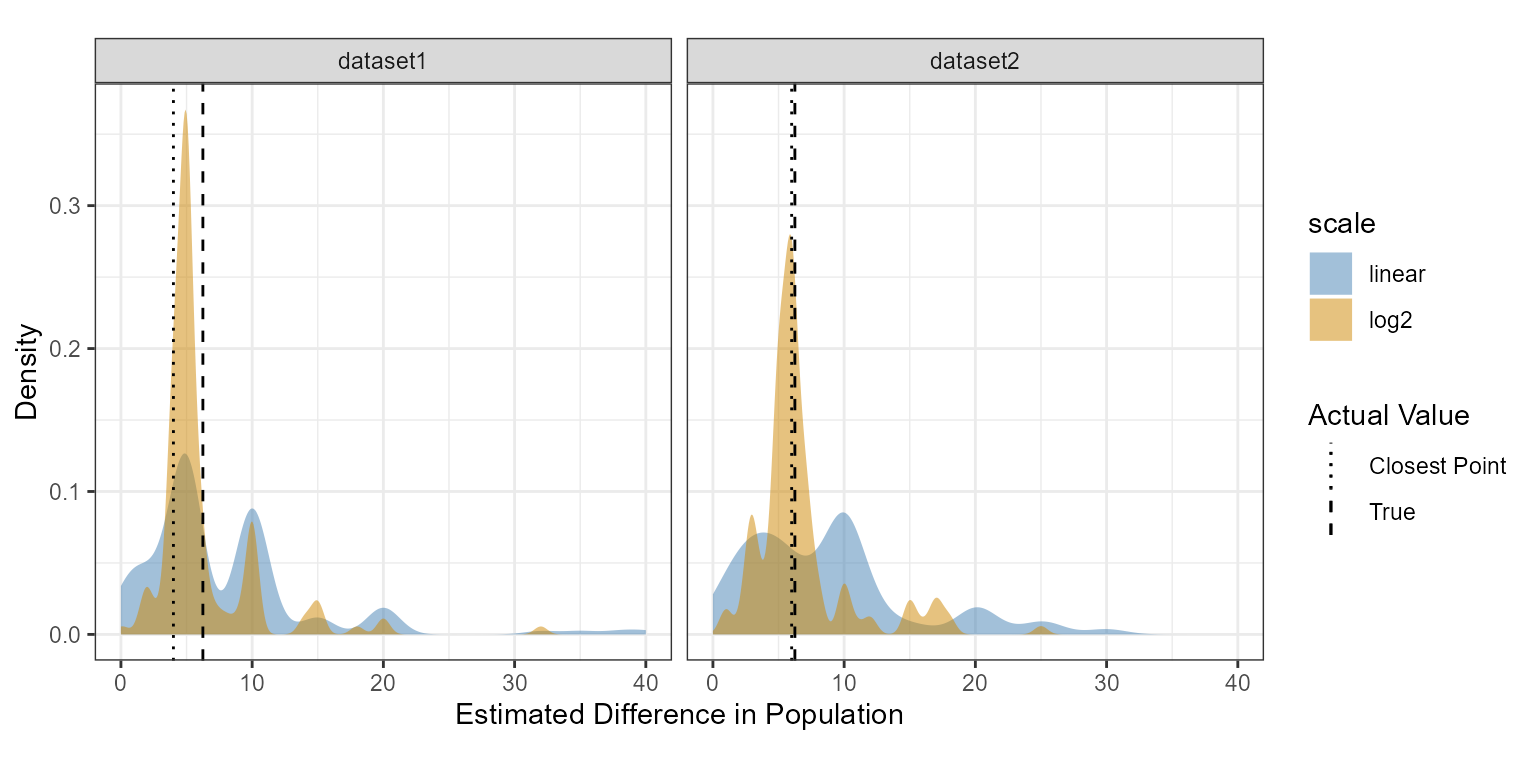 dataset1
dataset2
Density
0.3
0.2
0.1
0.0
0 10 20 30 40
0 10 20 30 40
Estimated Difference in Population
scale
linear
log2
Actual Value
Closest Point
True